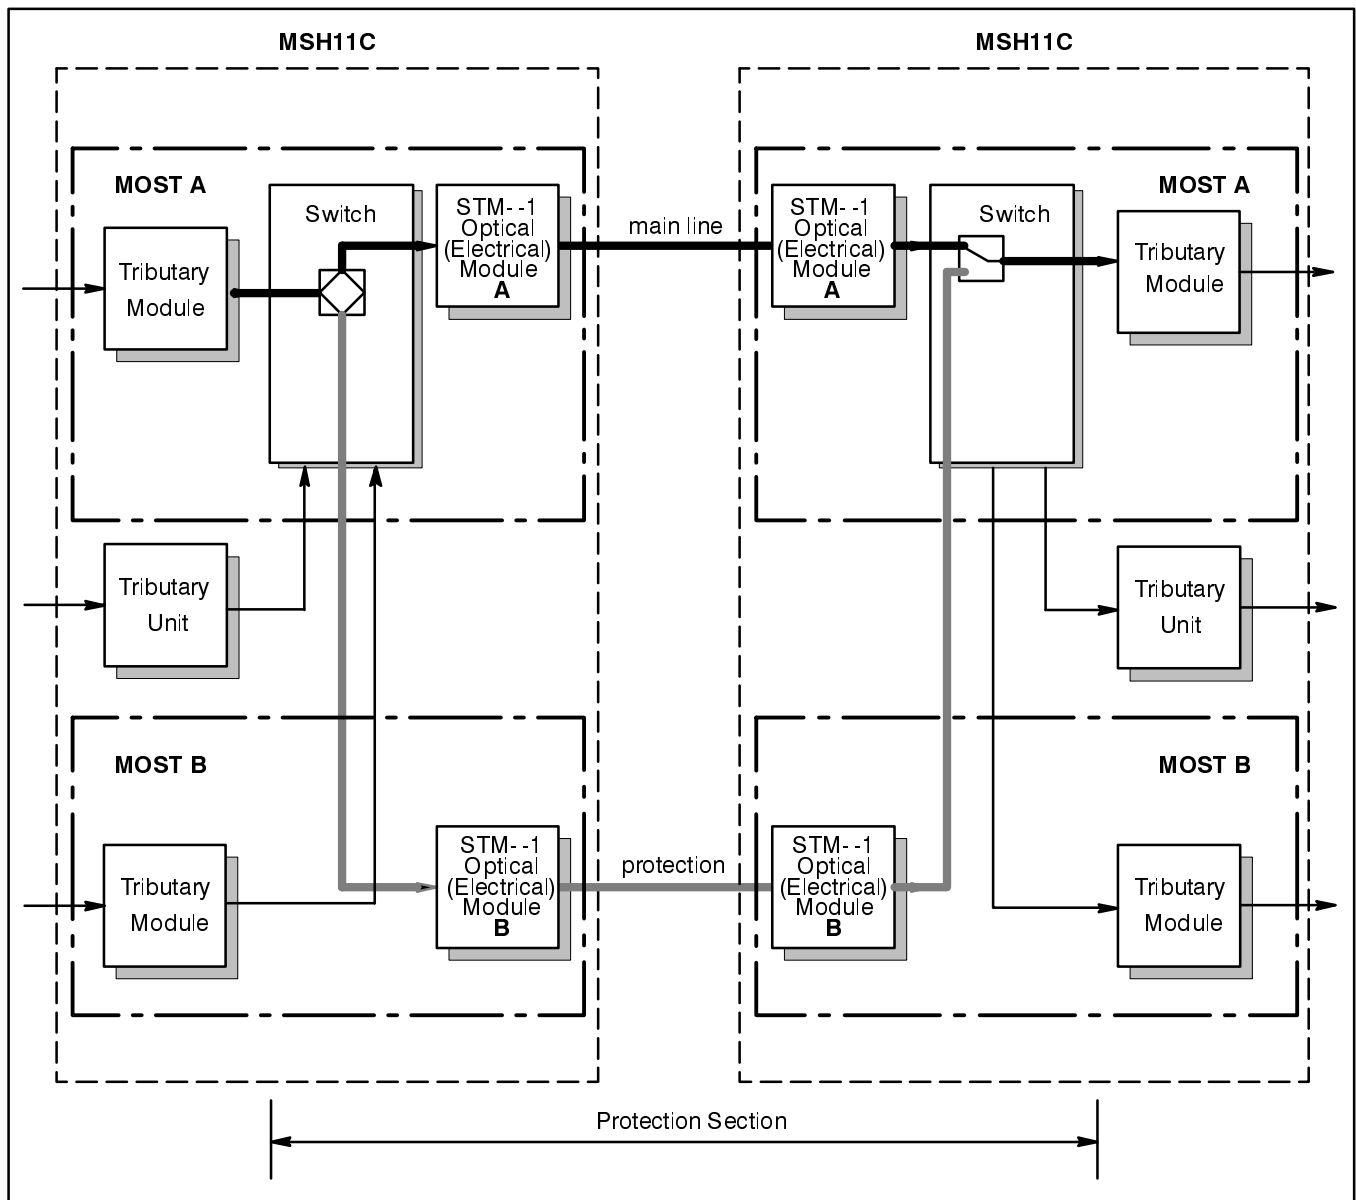 MSH11C
MSH11C
MOST A
Switch
STM- -1
Optical
(Electrical)
Module
A
Tributary
Module
main line
STM- -1
Optical
(Electrical)
Module
A
Switch
MOST A
Tributary
Module
Tributary
Unit
Tributary
Unit
MOST B
Tributary
Module
STM- -1
Optical
(Electrical)
Module
B
protection
STM- -1
Optical
(Electrical)
Module
B
MOST B
Tributary
Module
Protection Section